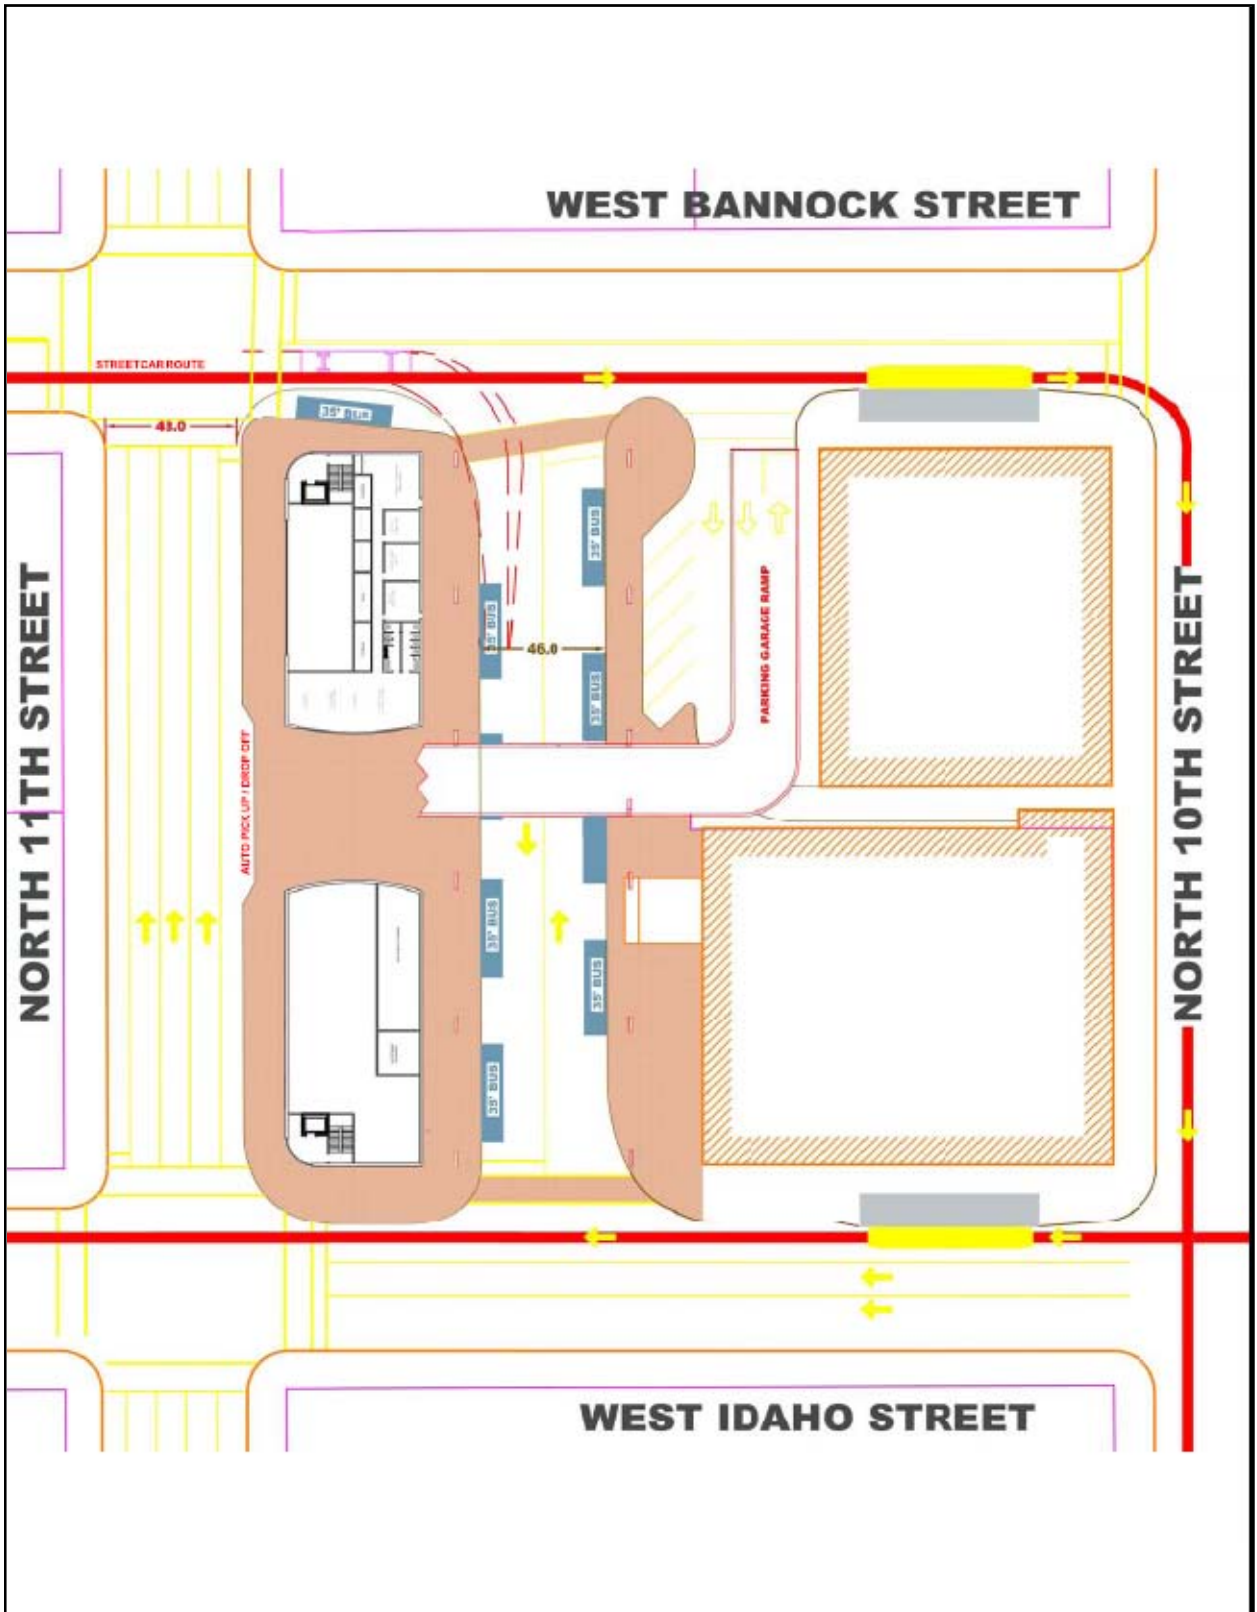 WEST BANNOCK STREET
STREETCAR ROUTE
35' BUS
43.0
35' BUS
35' BUS
46.0
35' BUS
PARKING GARAGE RAMP
NORTH 11TH STREET
AUTO PICK UP / DROP OFF
NORTH 10TH STREET
35' BUS
35' BUS
35' BUS
WEST IDAHO STREET